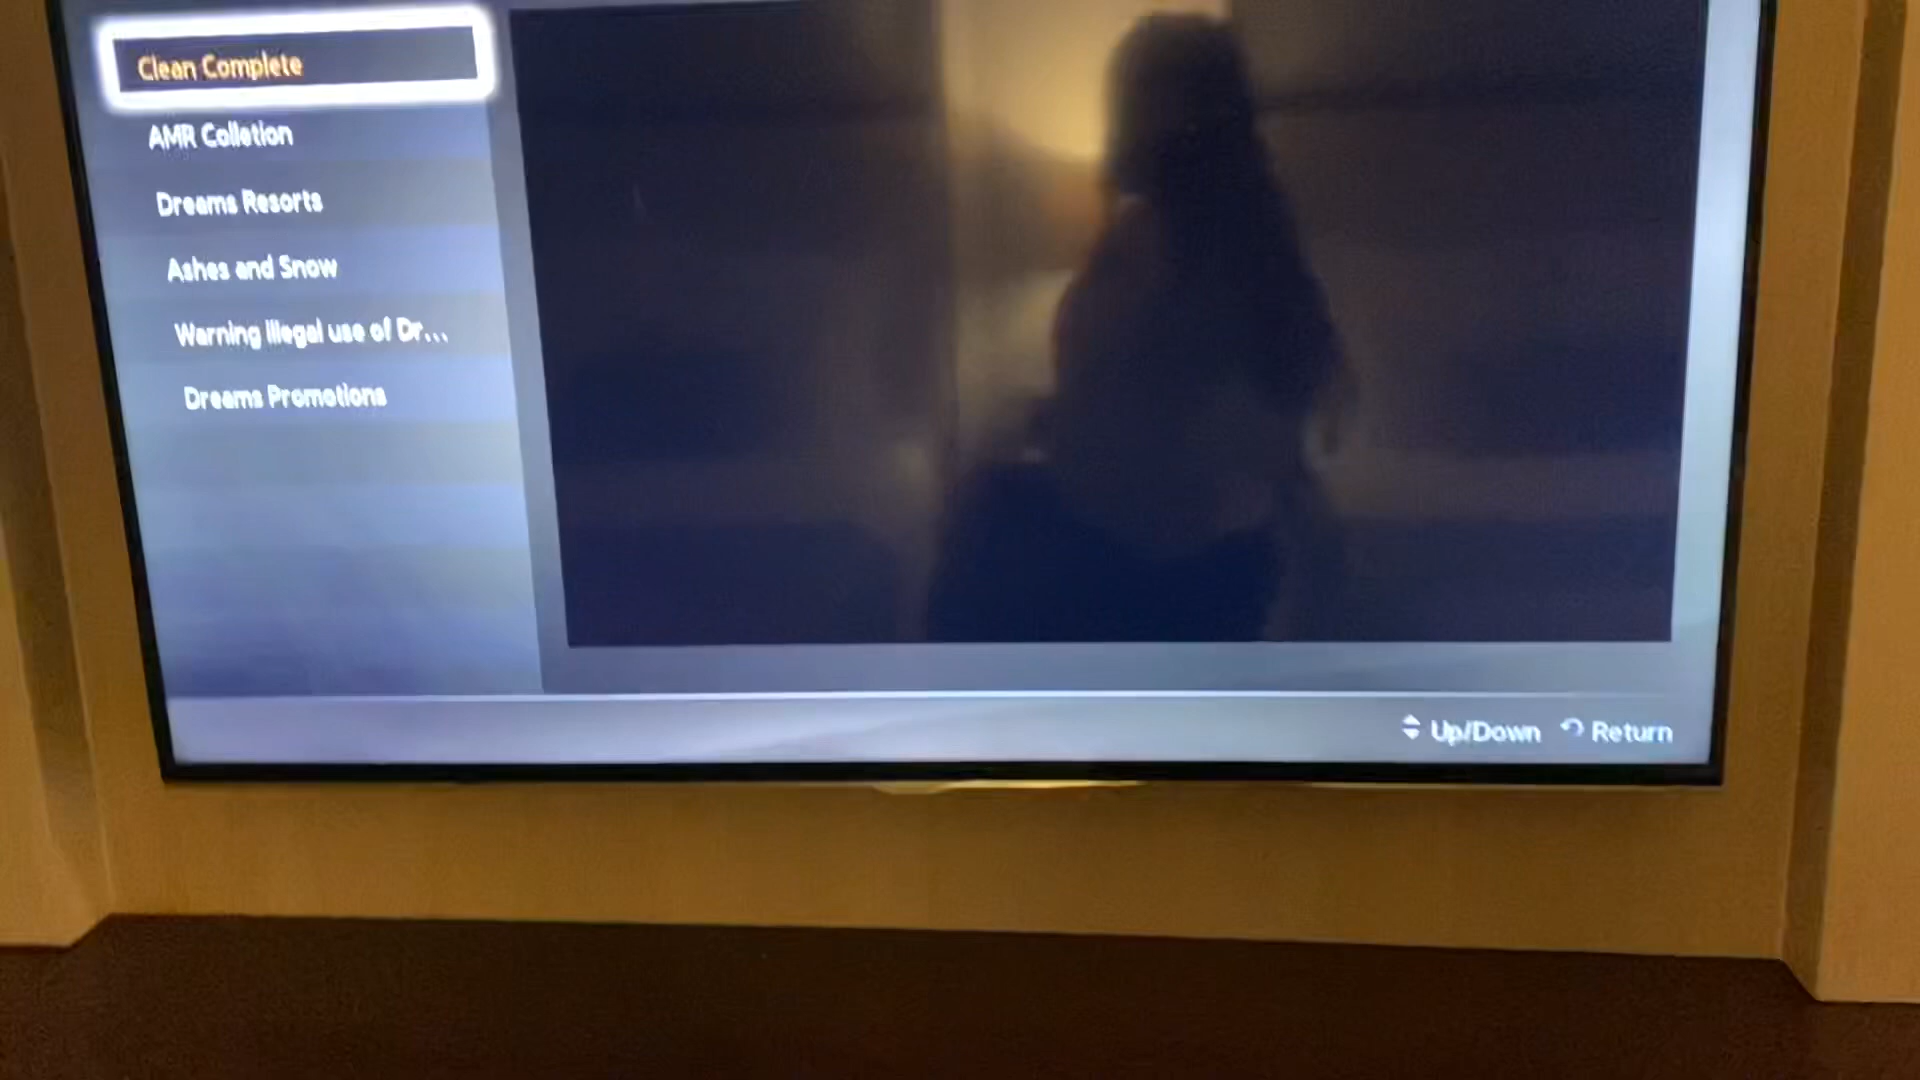 Clean Complete
AMR Colletion
Dreams Resorts
Ashes and Snow
Warning illegal use of Dr...
Dreams Promotions
Up/Down Return